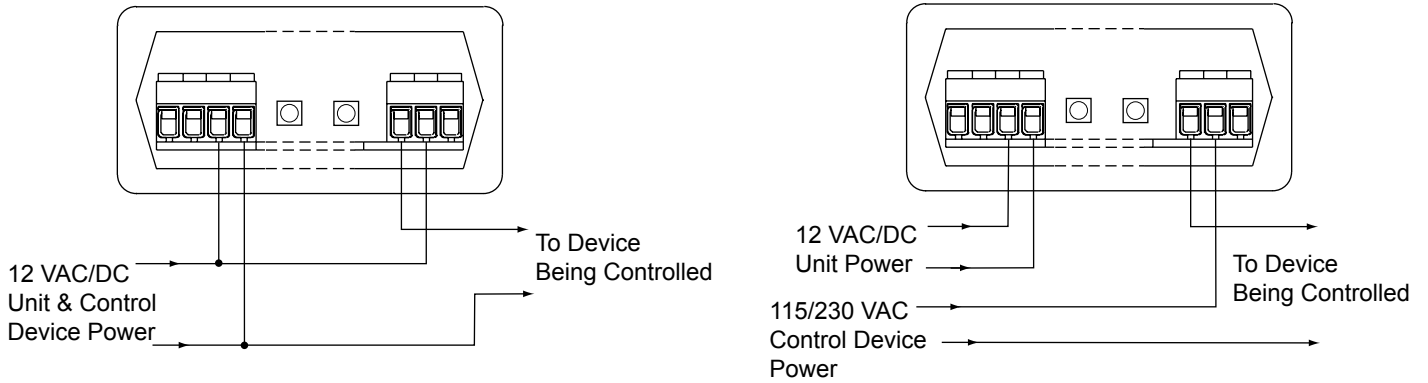 12 VAC/DC
Unit & Control
Device Power
To Device
Being Controlled
12 VAC/DC
Unit Power
115/230 VAC
Control Device
Power
To Device
Being Controlled